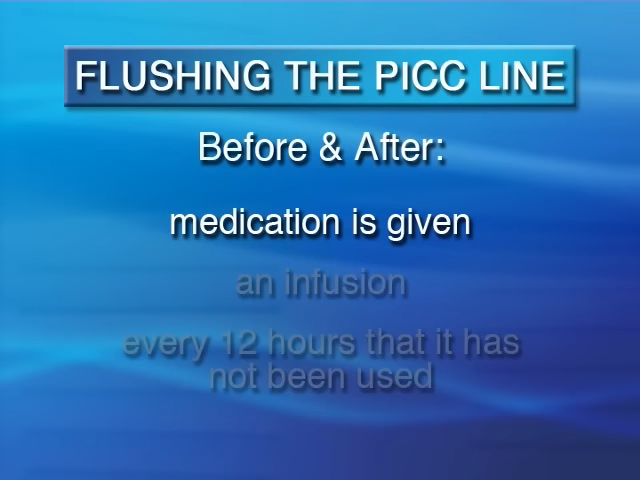 FLUSHING THE PICC LINE
Before & After:
medication is given
an infusion
every 12 hours that it has
not been used